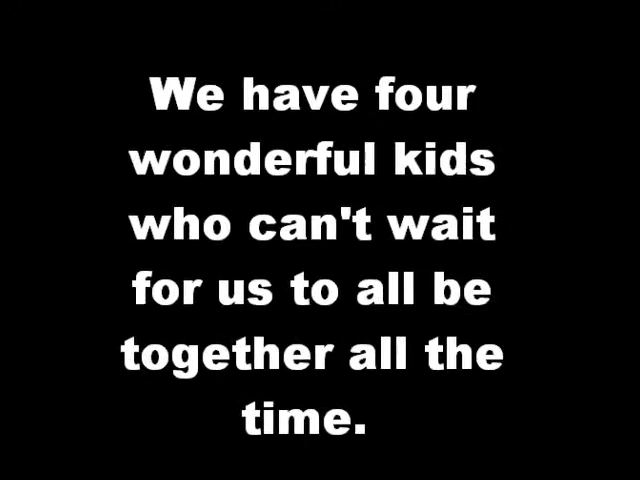 We have four
wonderful kids
who can't wait
for us to all be
together all the
time.